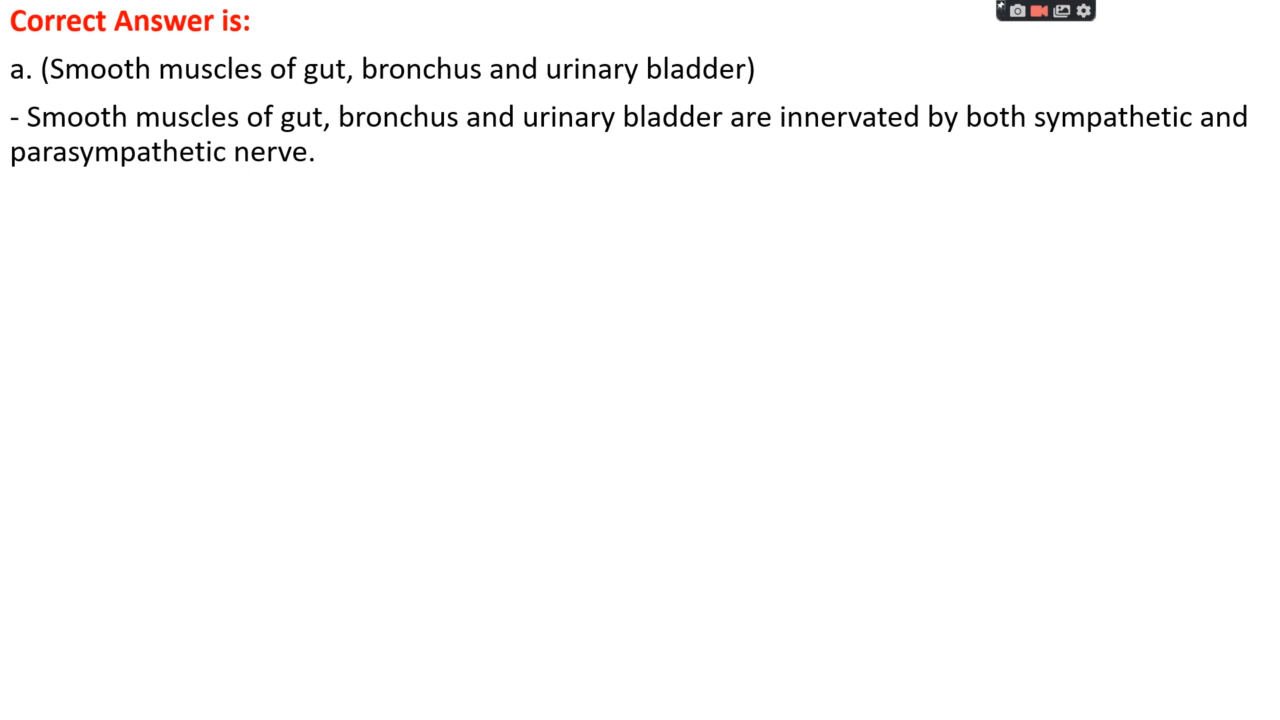 Correct Answer is:
a. (Smooth muscles of gut, bronchus and urinary bladder)
- Smooth muscles of gut, bronchus and urinary bladder are innervated by both sympathetic and
parasympathetic nerve.